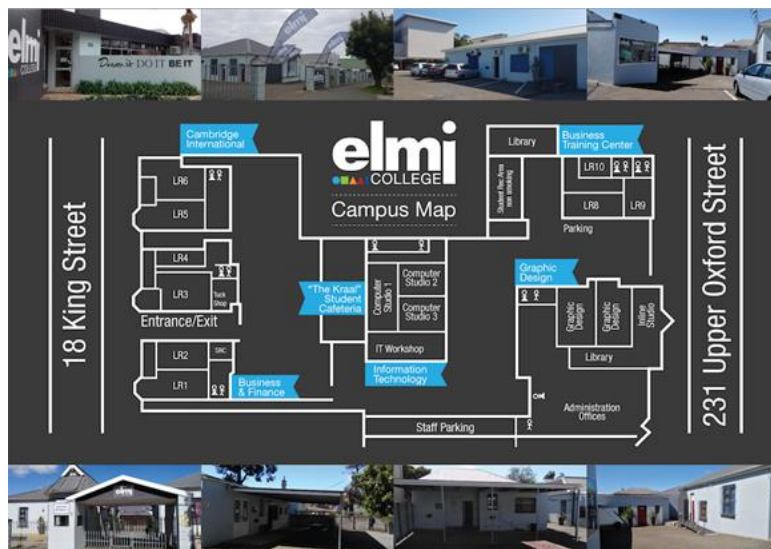 elmi
COLLEGE
Dream it DO IT BE IT
elmi
COLLEGE
Campus Map
18 King Street
231 Upper Oxford Street
Cambridge
International
LR6
LR5
LR4
LR3
Tuck
Shop
Entrance/Exit
LR2
SRC
LR1
Business
& Finance
"The Kraal"
Student
Cafeteria
Computer
Studio 1
Computer
Studio 2
Computer
Studio 3
IT Workshop
Information
Technology
Library
Student Rec Area
non smoking
Business
Training Center
LR10
LR8
LR9
Parking
Graphic
Design
Graphic
Design
Graphic
Design
Inline
Studio
Library
Administration
Offices
Staff Parking
elmi